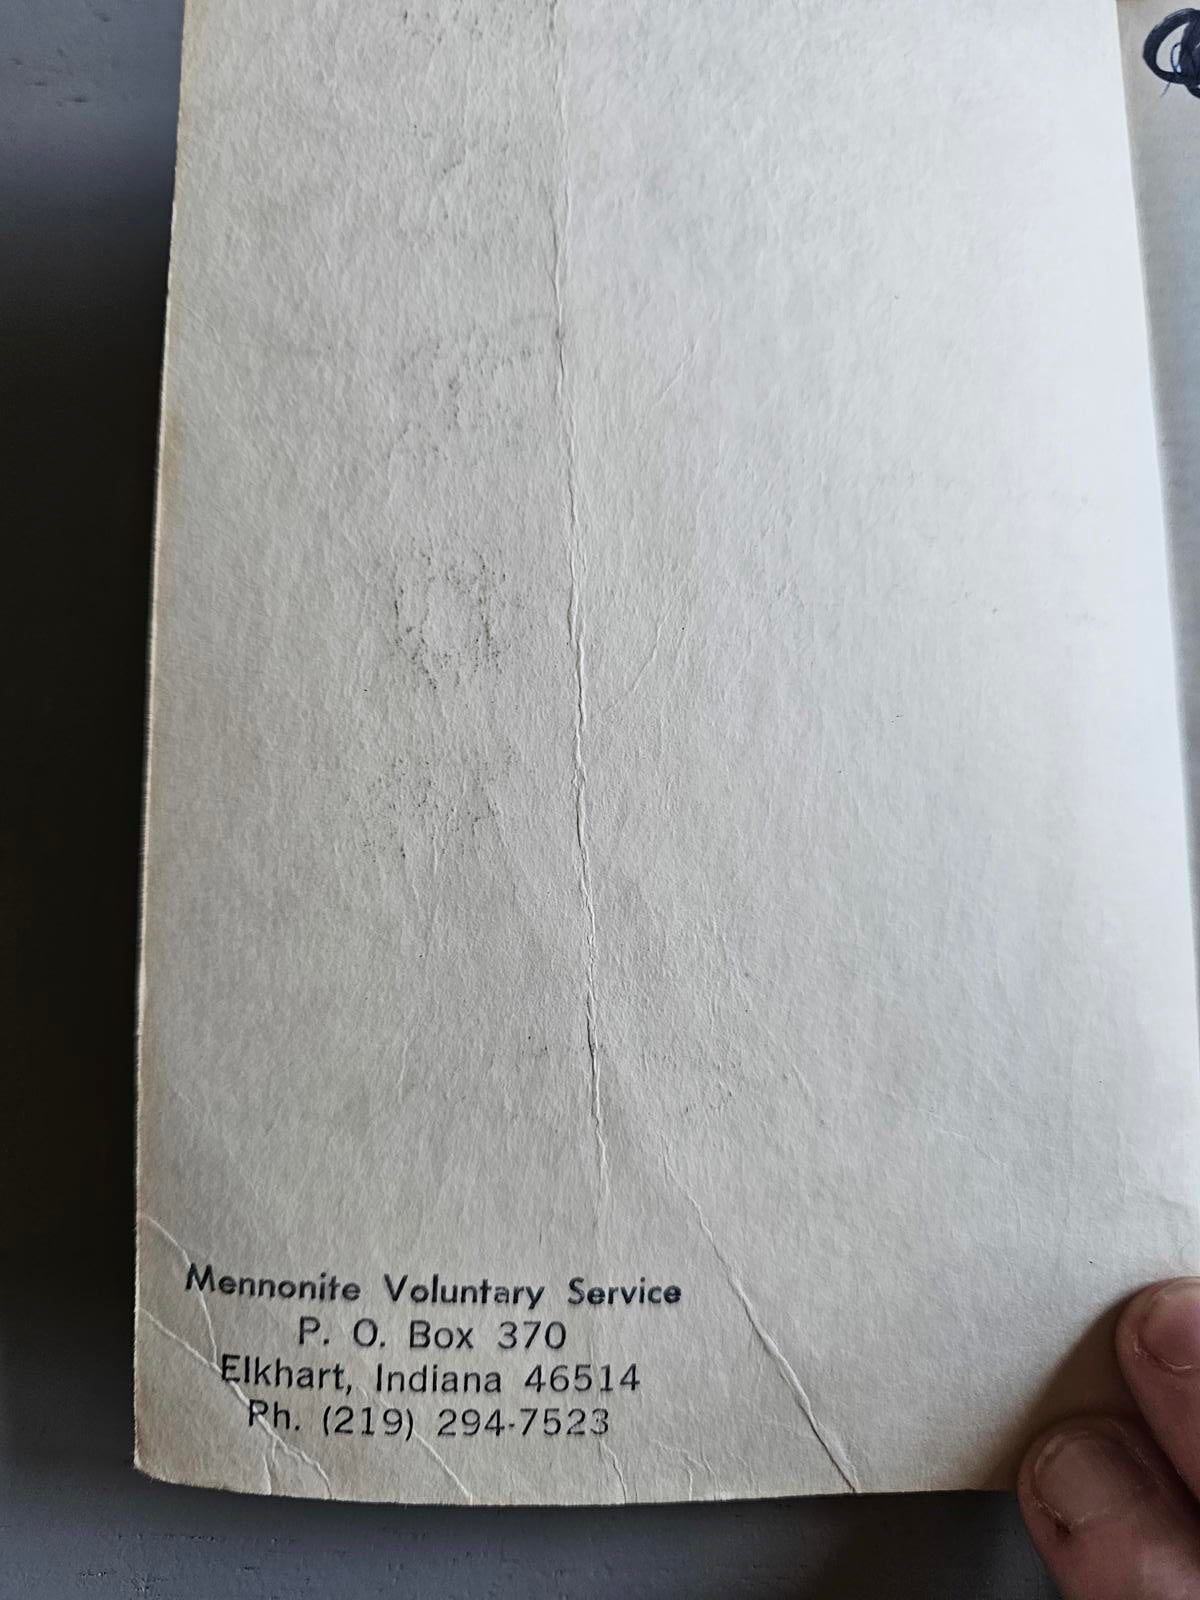 Mennonite Voluntary Service
P. O. Box 370
Elkhart, Indiana 46514
Ph. (219) 294-7523